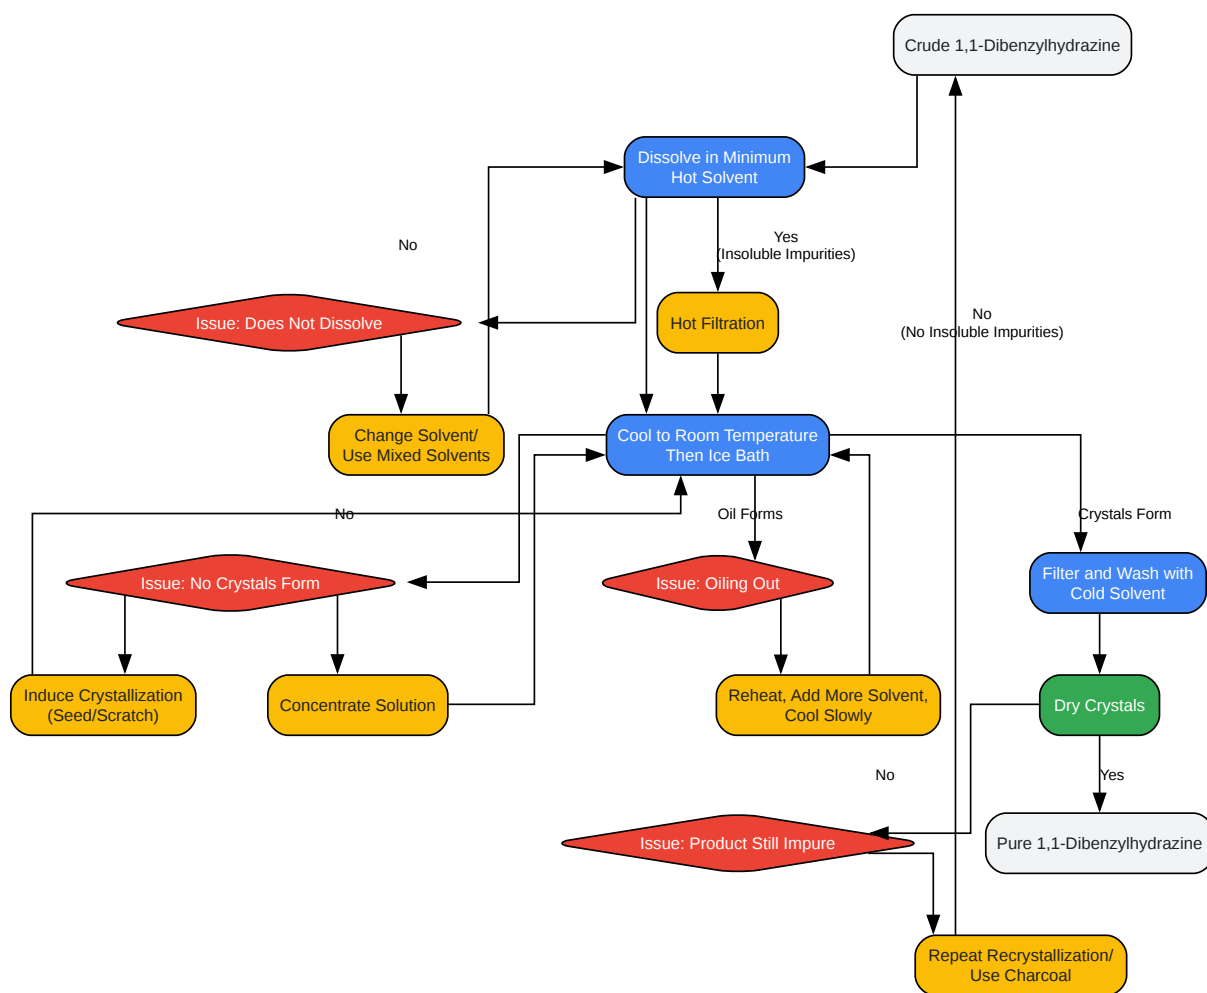 Crude 1,1-Dibenzylhydrazine
Dissolve in Minimum
Hot Solvent
No
Yes
(Insoluble Impurities)
Issue: Does Not Dissolve
Hot Filtration
No
(No Insoluble Impurities)
Change Solvent/
Use Mixed Solvents
Cool to Room Temperature
Then Ice Bath
No
Oil Forms
Crystals Form
Issue: No Crystals Form
Issue: Oiling Out
Filter and Wash with
Cold Solvent
Induce Crystallization
(Seed/Scratch)
Concentrate Solution
Reheat, Add More Solvent,
Cool Slowly
Dry Crystals
No
Yes
Issue: Product Still Impure
Pure 1,1-Dibenzylhydrazine
Repeat Recrystallization/
Use Charcoal